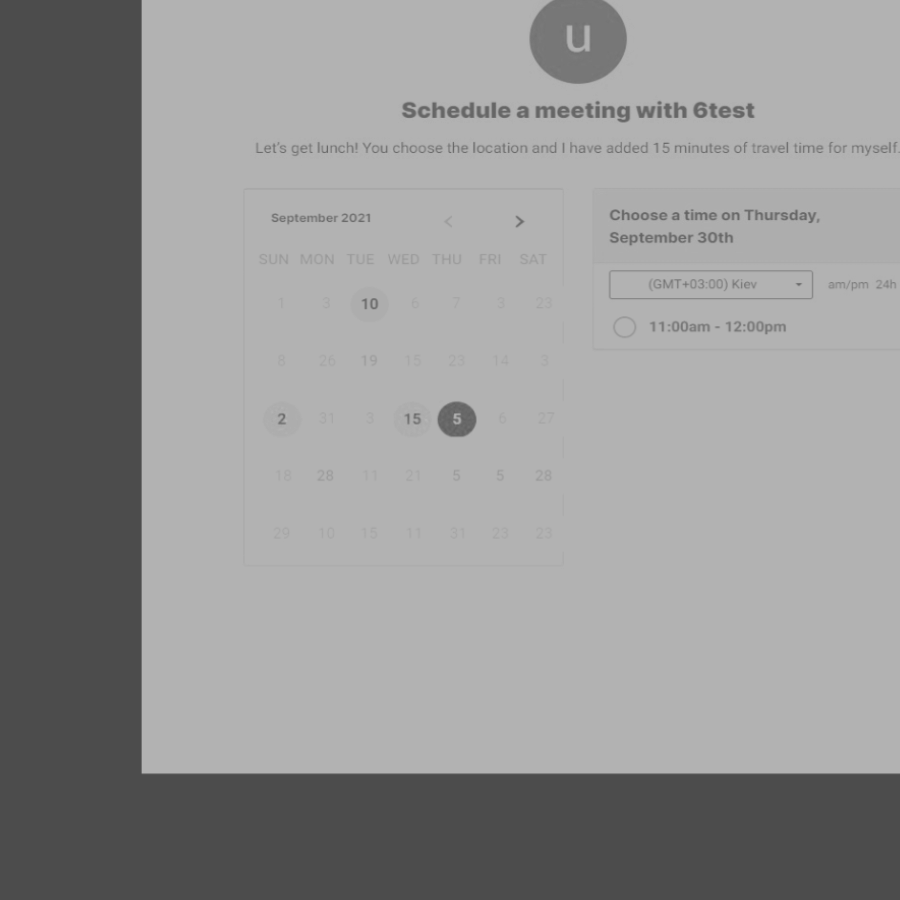 u
Schedule a meeting with 6test
Let's get lunch! You choose the location and I have added 15 minutes of travel time for myself.
September 2021 < >
SUN MON TUE WED THU FRI SAT
1 3 10 6 7 3 23
8 26 19 15 23 14 3
2 31 3 15 5 6 27
18 28 11 21 5 5 28
29 10 15 11 31 23 23
Choose a time on Thursday,
September 30th
(GMT+03:00) Kiev am/pm 24h
11:00am - 12:00pm